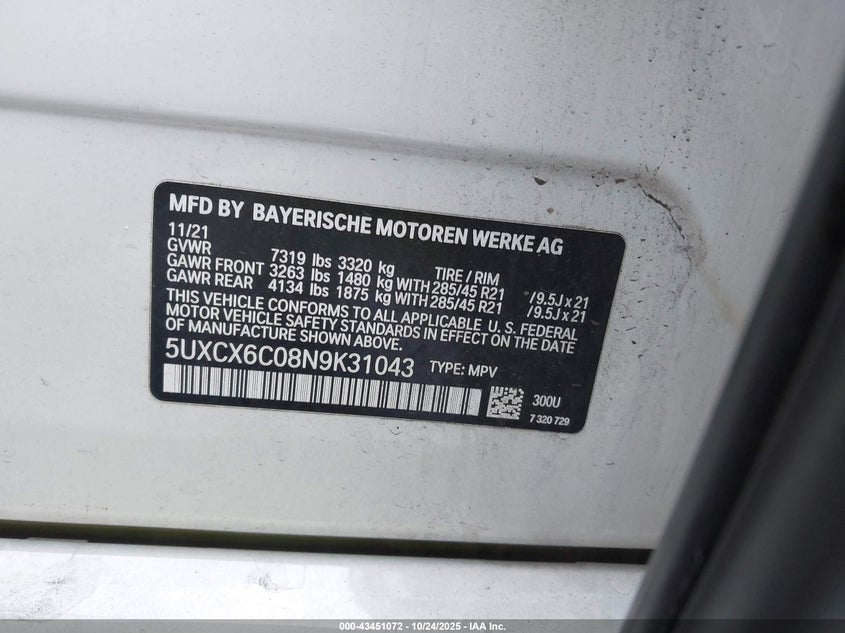 MFD BY BAYERISCHE MOTOREN WERKE AG
11/21
GVWR 7319 lbs 3320 kg TIRE / RIM
GAWR FRONT 3263 lbs 1480 kg WITH 285/45 R21 /9.5J x 21
GAWR REAR 4134 lbs 1875 kg WITH 285/45 R21 /9.5J x 21
THIS VEHICLE CONFORMS TO ALL APPLICABLE U. S. FEDERAL
MOTOR VEHICLE SAFETY STANDARDS IN EFFECT ON THE DATE
OF MANUFACTURE SHOWN ABOVE.
5UXCX6C08N9K31043 TYPE: MPV
300U
7 320 729
000-43451072 - 10/24/2025 - IAA Inc.